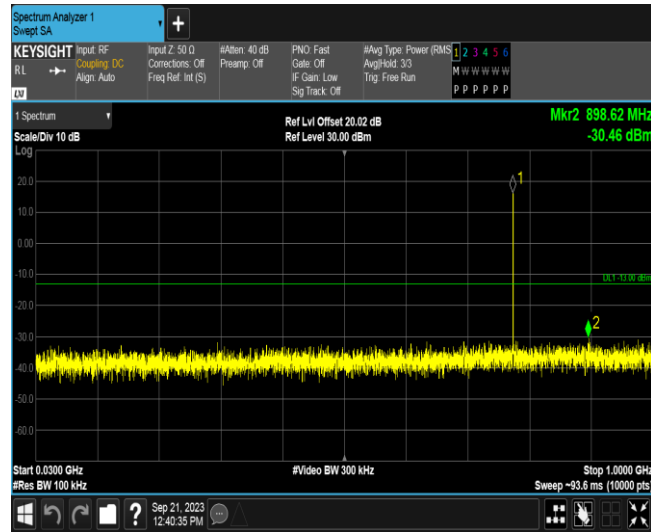 Spectrum Analyzer 1
Swept SA
+
KEYSIGHT Input: RF Input Z: 50 Ω #Atten: 40 dB PNO: Fast #Avg Type: Power (RMS 1 2 3 4 5 6
RL Coupling: DC Corrections: Off Preamp: Off Gate: Off Avg|Hold: 3/3 M W W W W W
Align: Auto Freq Ref: Int (S) IF Gain: Low Trig: Free Run
LXI Sig Track: Off P P P P P P
1 Spectrum Ref Lvl Offset 20.02 dB Mkr2 898.62 MHz
Scale/Div 10 dB Ref Level 30.00 dBm -30.46 dBm
Log
1
20.0
10.0
0.00
-10.0
DL1 -13.00 dBm
-20.0
2
-30.0
-40.0
-50.0
-60.0
Start 0.0300 GHz #Video BW 300 kHz Stop 1.0000 GHz
#Res BW 100 kHz Sweep ~93.6 ms (10000 pts)
? Sep 21, 2023
12:40:35 PM